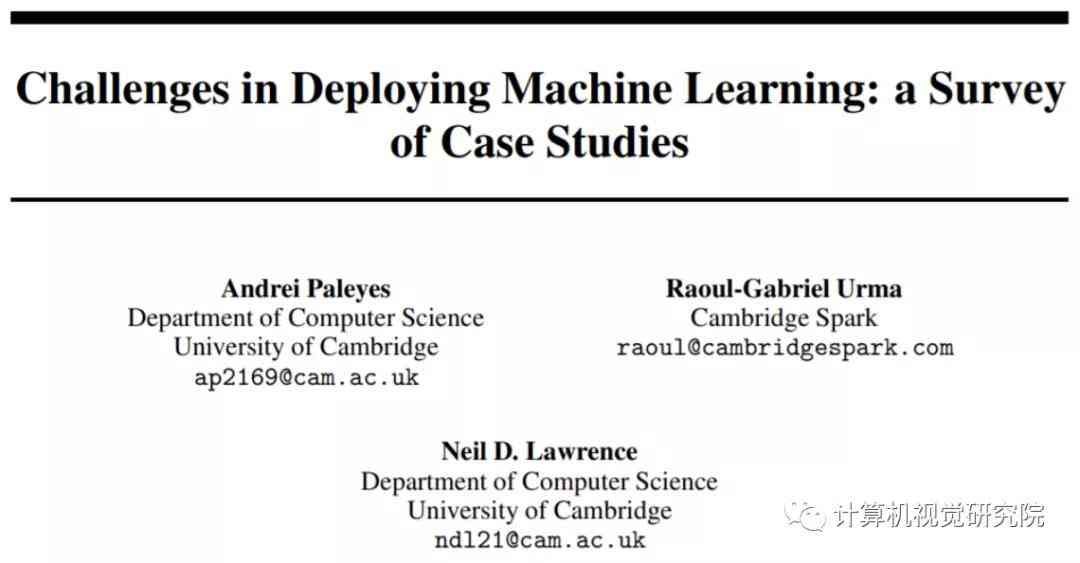 Challenges in Deploying Machine Learning: a Survey
of Case Studies
Andrei Paleyes
Department of Computer Science
University of Cambridge
ap2169@cam.ac.uk
Raoul-Gabriel Urma
Cambridge Spark
raoul@cambridgespark.com
Neil D. Lawrence
Department of Computer Science
University of Cambridge
ndl21@cam.ac.uk
计算机视觉研究院